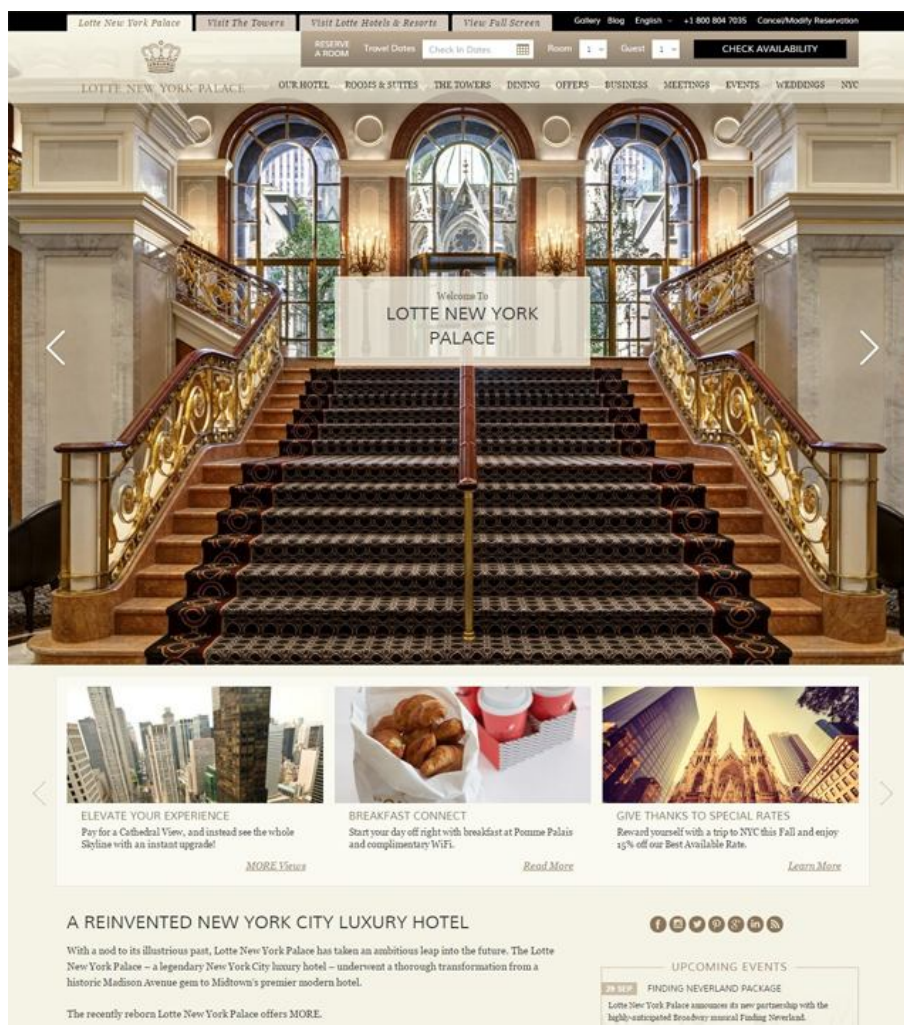 Lotte New York Palace
Visit The Towers
Visit Lotte Hotels & Resorts
View Full Screen
Gallery Blog English +1 800 804 7035 Cancel/Modify Reservation
RESERVE
A ROOM
Travel Dates
Check In Dates
Room 1
Guest 1
CHECK AVAILABILITY
LOTTE NEW YORK PALACE
OUR HOTEL ROOMS & SUITES THE TOWERS DINING OFFERS BUSINESS MEETINGS EVENTS WEDDINGS NYC
Welcome To
LOTTE NEW YORK
PALACE
ELEVATE YOUR EXPERIENCE
Pay for a Cathedral View, and instead see the whole
Skyline with an instant upgrade!
MORE Views
BREAKFAST CONNECT
Start your day off right with breakfast at Pomme Palais
and complimentary WiFi.
Read More
GIVE THANKS TO SPECIAL RATES
Reward yourself with a trip to NYC this Fall and enjoy
15% off our Best Available Rate.
Learn More
A REINVENTED NEW YORK CITY LUXURY HOTEL
With a nod to its illustrious past, Lotte New York Palace has taken an ambitious leap into the future. The Lotte
New York Palace – a legendary New York City luxury hotel – underwent a thorough transformation from a
historic Madison Avenue gem to Midtown's premier modern hotel.
The recently reborn Lotte New York Palace offers MORE.
UPCOMING EVENTS
29 SEP FINDING NEVERLAND PACKAGE
Lotte New York Palace announces its new partnership with the
highly-anticipated Broadway musical Finding Neverland.